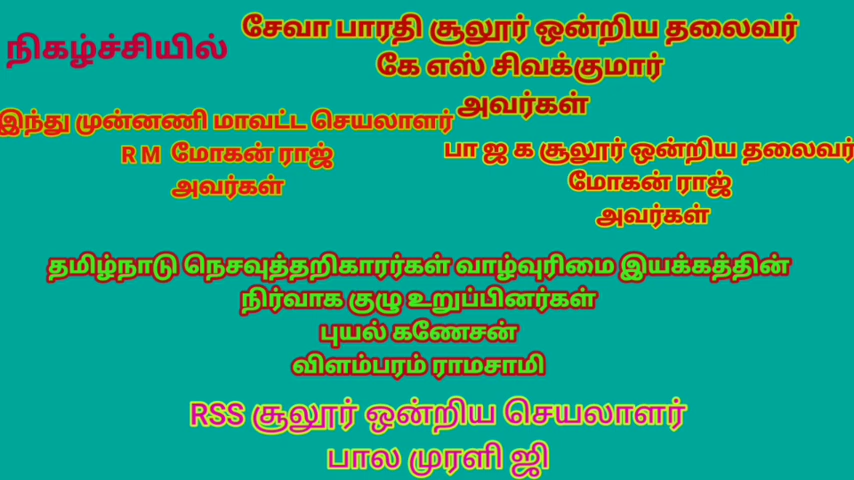 நிகழ்ச்சியில்
சேவா பாரதி சூலூர் ஒன்றிய தலைவர்
கே எஸ் சிவக்குமார்
அவர்கள்
இந்து முன்னணி மாவட்ட செயலாளர்
R M மோகன் ராஜ்
அவர்கள்
பா ஜ க சூலூர் ஒன்றிய தலைவர்
மோகன் ராஜ்
அவர்கள்
தமிழ்நாடு நெசவுத்தறிகாரர்கள் வாழ்வுரிமை இயக்கத்தின்
நிர்வாக குழு உறுப்பினர்கள்
புயல் கணேசன்
விளம்பரம் ராமசாமி
RSS சூலூர் ஒன்றிய செயலாளர்
பால முரளி ஜி